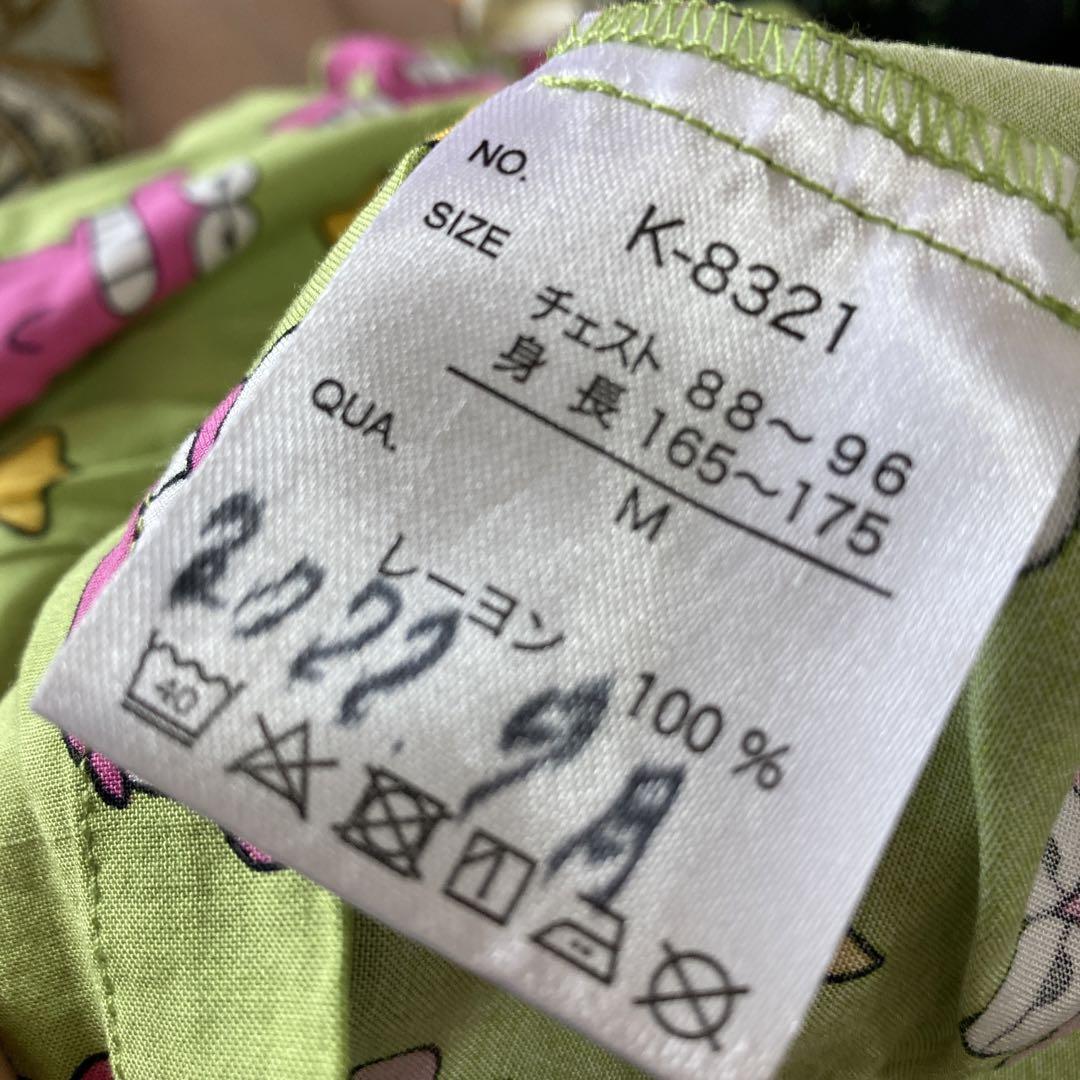 NO. K-8321
SIZE チェスト 88～96
身長 165～175
M
QUA.
レーヨン 100%
2022. 9月
40